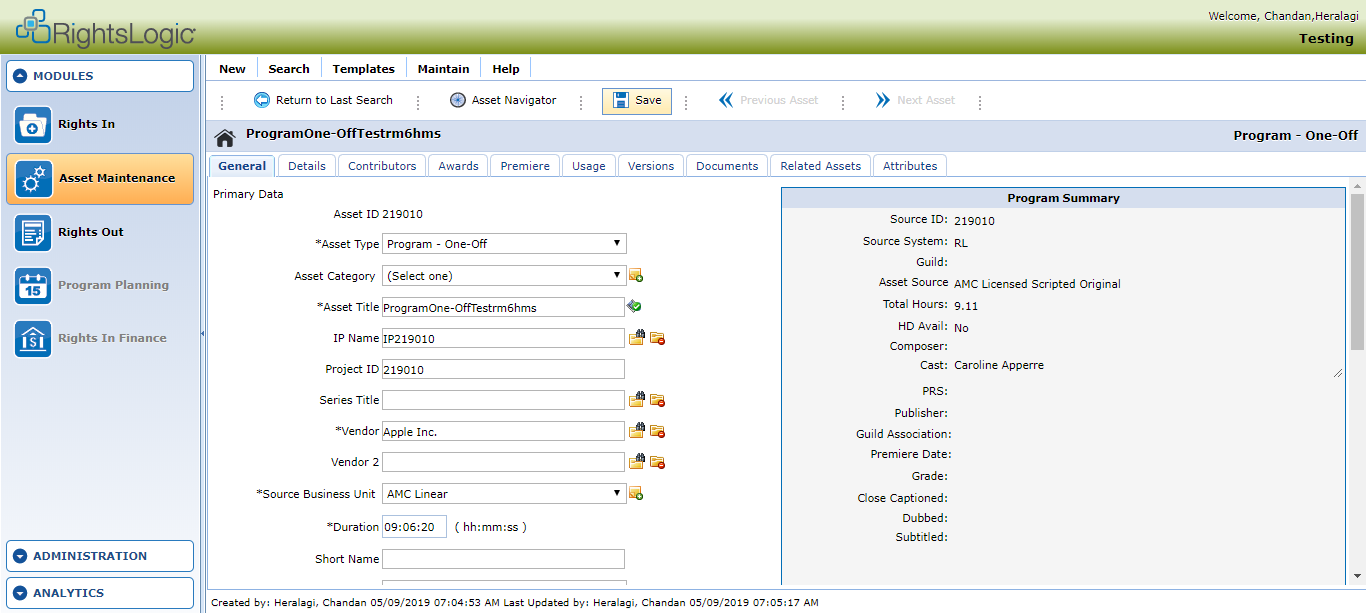 RightsLogic
Welcome, Chandan,Heralagi
Testing
MODULES
Rights In
Asset Maintenance
Rights Out
15
Program Planning
$
Rights In Finance
ADMINISTRATION
ANALYTICS
New Search Templates Maintain Help
Return to Last Search Asset Navigator Save Previous Asset Next Asset
ProgramOne-OffTestrm6hms Program - One-Off
General Details Contributors Awards Premiere Usage Versions Documents Related Assets Attributes
Primary Data
Asset ID 219010
*Asset Type Program - One-Off
Asset Category (Select one)
*Asset Title ProgramOne-OffTestrm6hms
IP Name IP219010
Project ID 219010
Series Title
*Vendor Apple Inc.
Vendor 2
*Source Business Unit AMC Linear
*Duration 09:06:20 ( hh:mm:ss )
Short Name
Program Summary
Source ID: 219010
Source System: RL
Guild:
Asset Source AMC Licensed Scripted Original
Total Hours: 9.11
HD Avail: No
Composer:
Cast: Caroline Apperre
PRS:
Publisher:
Guild Association:
Premiere Date:
Grade:
Close Captioned:
Dubbed:
Subtitled:
Created by: Heralagi, Chandan 05/09/2019 07:04:53 AM Last Updated by: Heralagi, Chandan 05/09/2019 07:05:17 AM